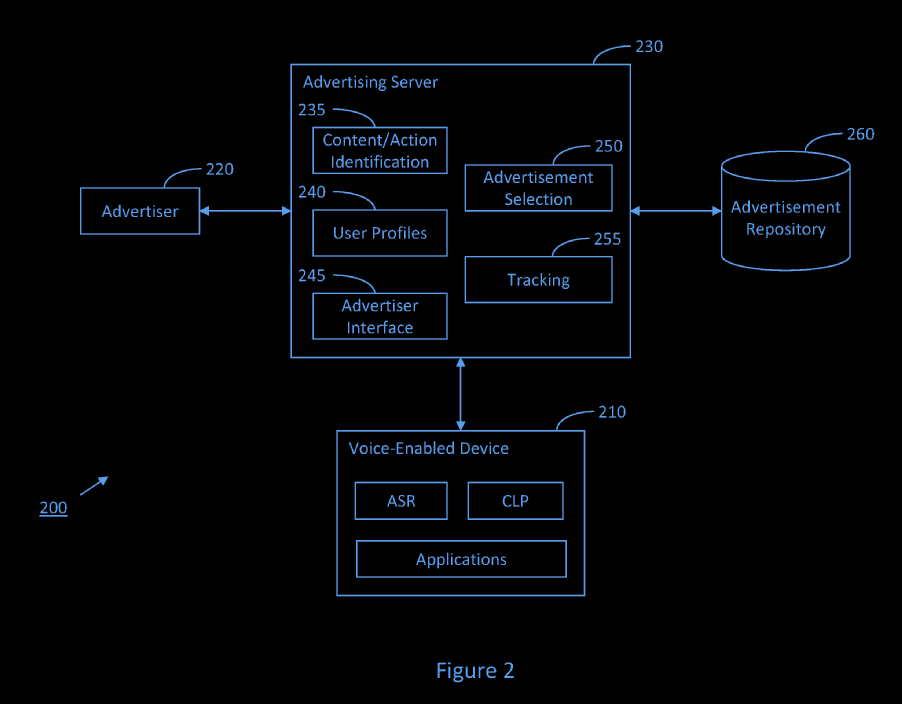 230
Advertising Server
235
Content/Action
Identification
250
Advertisement
Selection
260
Advertisement
Repository
220
Advertiser
240
User Profiles
255
Tracking
245
Advertiser
Interface
210
Voice-Enabled Device
ASR
CLP
Applications
200
Figure 2